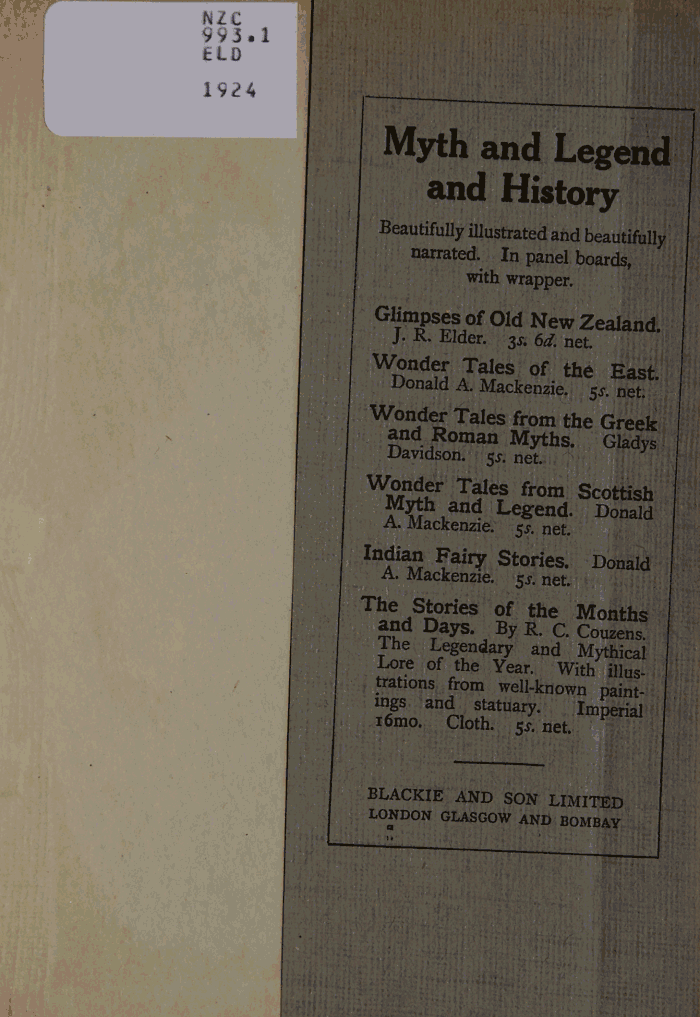 NZC
993.1
ELD
1924
Myth and Legend
and History
Beautifully illustrated and beautifully
narrated. In panel boards,
with wrapper.
Glimpses of Old New Zealand.
J. R. Elder. 3s. 6d. net.
Wonder Tales of the East.
Donald A. Mackenzie. 5s. net.
Wonder Tales from the Greek
and Roman Myths. Gladys
Davidson. 5s. net.
Wonder Tales from Scottish
Myth and Legend. Donald
A. Mackenzie. 5s. net.
Indian Fairy Stories. Donald
A. Mackenzie. 5s. net.
The Stories of the Months
and Days. By R. C. Couzens.
The Legendary and Mythical
Lore of the Year. With illus-
trations from well-known paint-
ings and statuary. Imperial
16mo. Cloth. 5s. net.
BLACKIE AND SON LIMITED
LONDON GLASGOW AND BOMBAY